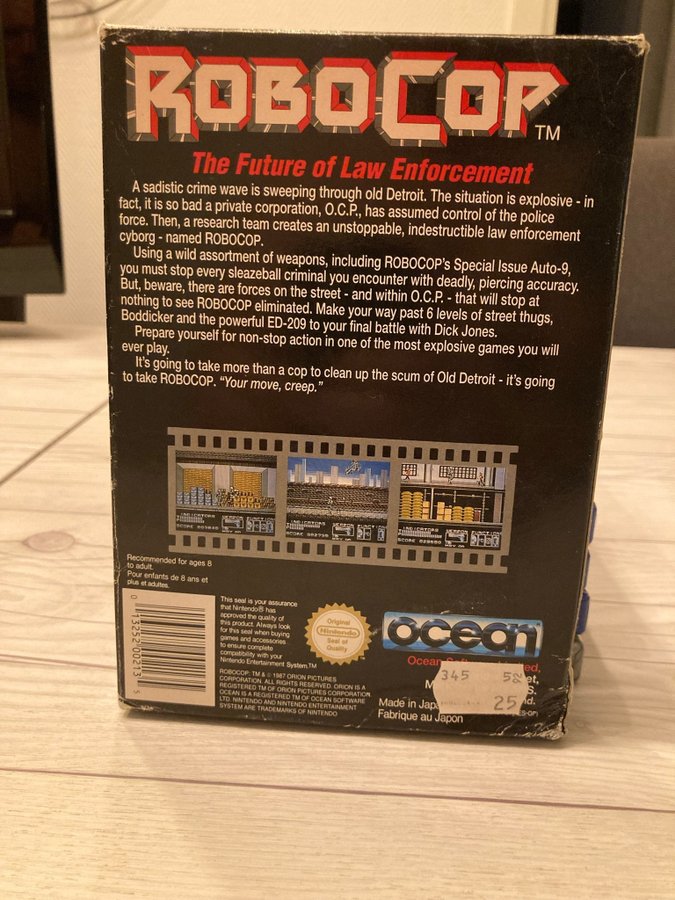 ROBOCOP TM
The Future of Law Enforcement
A sadistic crime wave is sweeping through old Detroit. The situation is explosive - in
fact, it is so bad a private corporation, O.C.P., has assumed control of the police
force. Then, a research team creates an unstoppable, indestructible law enforcement
cyborg - named ROBOCOP.
Using a wild assortment of weapons, including ROBOCOP's Special Issue Auto-9,
you must stop every sleazeball criminal you encounter with deadly, piercing accuracy.
But, beware, there are forces on the street - and within O.C.P. - that will stop at
nothing to see ROBOCOP eliminated. Make your way past 6 levels of street thugs,
Boddicker and the powerful ED-209 to your final battle with Dick Jones.
Prepare yourself for non-stop action in one of the most explosive games you will
ever play.
It's going to take more than a cop to clean up the scum of Old Detroit - it's going
to take ROBOCOP. "Your move, creep."
Recommended for ages 8
to adult.
Pour enfants de 8 ans et
plus et adultes.
0 13252 00213 5
This seal is your assurance
that Nintendo® has
approved the quality of
this product. Always look
for this seal when buying
games and accessories
to ensure complete
compatibility with your
Nintendo Entertainment System.™
Original
Nintendo
Seal of
Quality
ROBOCOP: TM & © 1987 ORION PICTURES
CORPORATION. ALL RIGHTS RESERVED. ORION IS A
REGISTERED TM OF ORION PICTURES CORPORATION.
OCEAN IS A REGISTERED TM OF OCEAN SOFTWARE
LTD. NINTENDO AND NINTENDO ENTERTAINMENT
SYSTEM ARE TRADEMARKS OF NINTENDO
ocean
Ocean
345
25
Made in
Fabrique au Japon